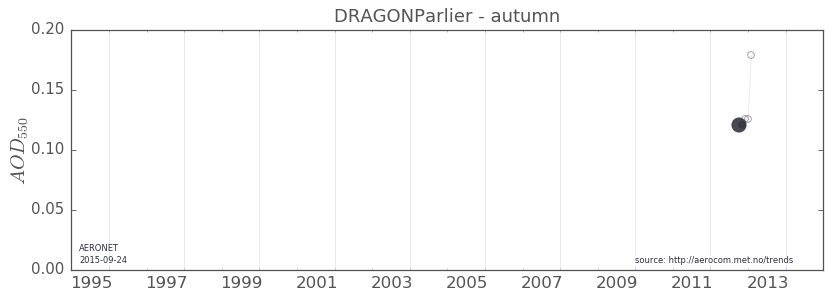 DRAGONParlier - autumn
0.20
0.15
0.10
0.05
0.00
AOD550
AERONET
2015-09-24
source: http://aerocom.met.no/trends
1995 1997 1999 2001 2003 2005 2007 2009 2011 2013